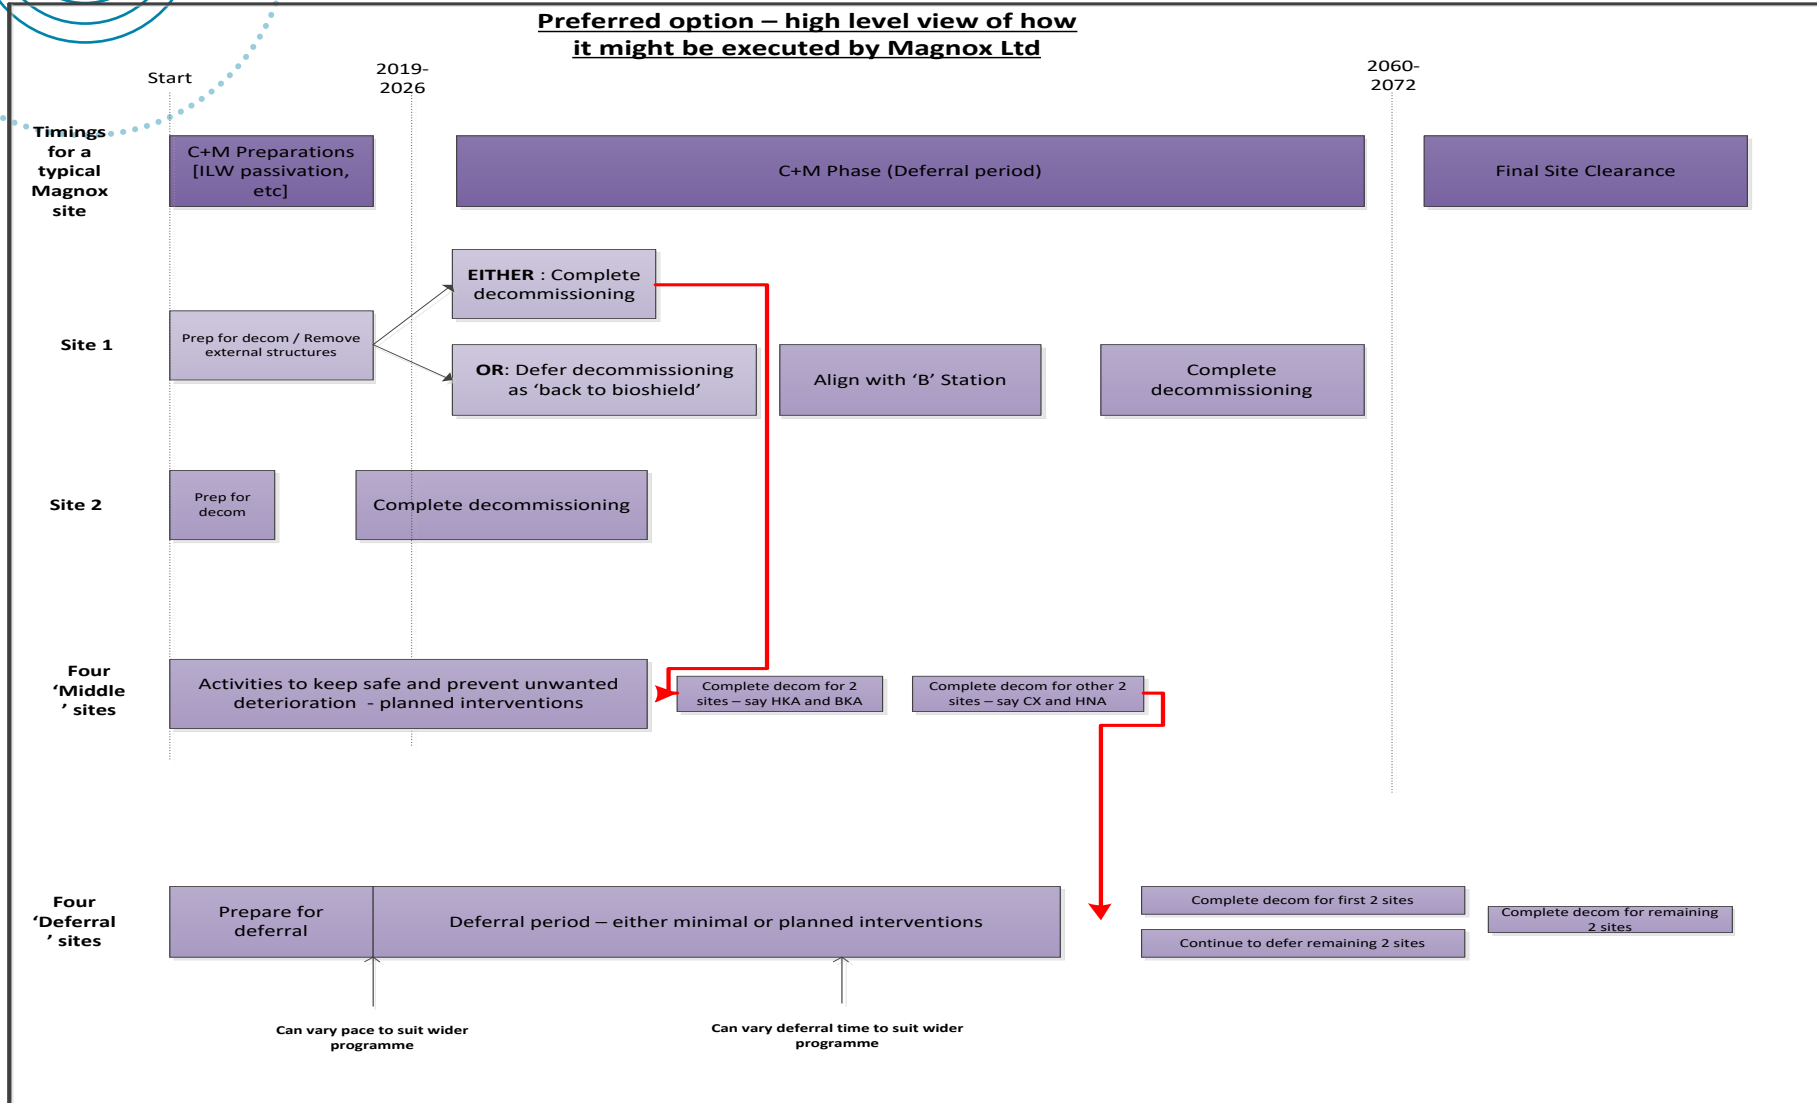 Preferred option – high level view of how
it might be executed by Magnox Ltd
Start
2019-
2026
2060-
2072
Timings
for a
typical
Magnox
site
C+M Preparations
[ILW passivation,
etc]
C+M Phase (Deferral period)
Final Site Clearance
Site 1
Prep for decom / Remove
external structures
EITHER : Complete
decommissioning
OR: Defer decommissioning
as ‘back to bioshield’
Align with ‘B’ Station
Complete
decommissioning
Site 2
Prep for
decom
Complete decommissioning
Four
‘Middle
’ sites
Activities to keep safe and prevent unwanted
deterioration - planned interventions
Complete decom for 2
sites – say HKA and BKA
Complete decom for other 2
sites – say CX and HNA
Four
‘Deferral
’ sites
Prepare for
deferral
Deferral period – either minimal or planned interventions
Complete decom for first 2 sites
Continue to defer remaining 2 sites
Complete decom for remaining
2 sites
Can vary pace to suit wider
programme
Can vary deferral time to suit wider
programme